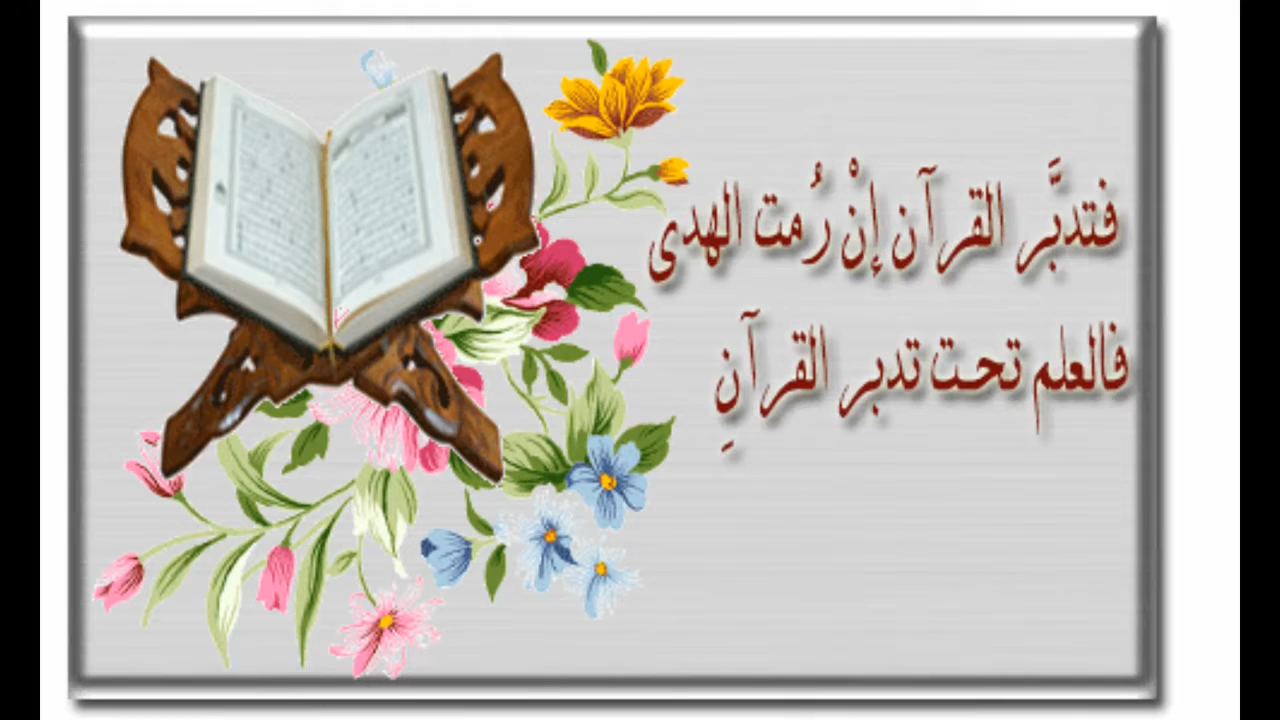 فتدبَّر القرآن إنْ رُمت الهدى
فالعلم تحت تدبر القرآنِ